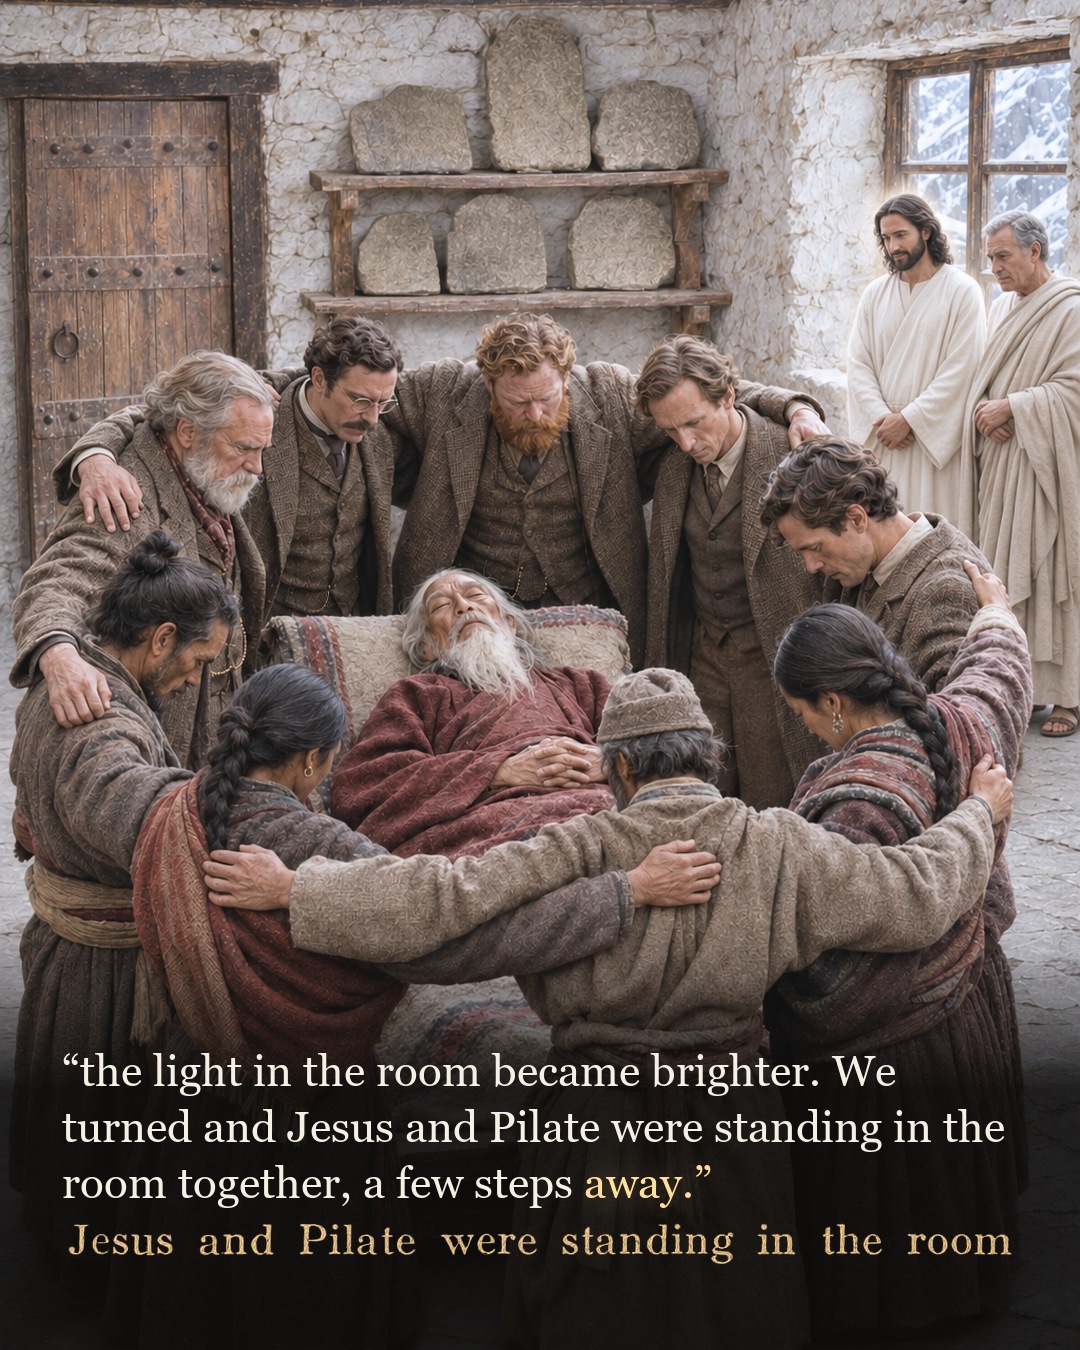 “the light in the room became brighter. We
turned and Jesus and Pilate were standing in the
room together, a few steps away.”
Jesus and Pilate were standing in the room